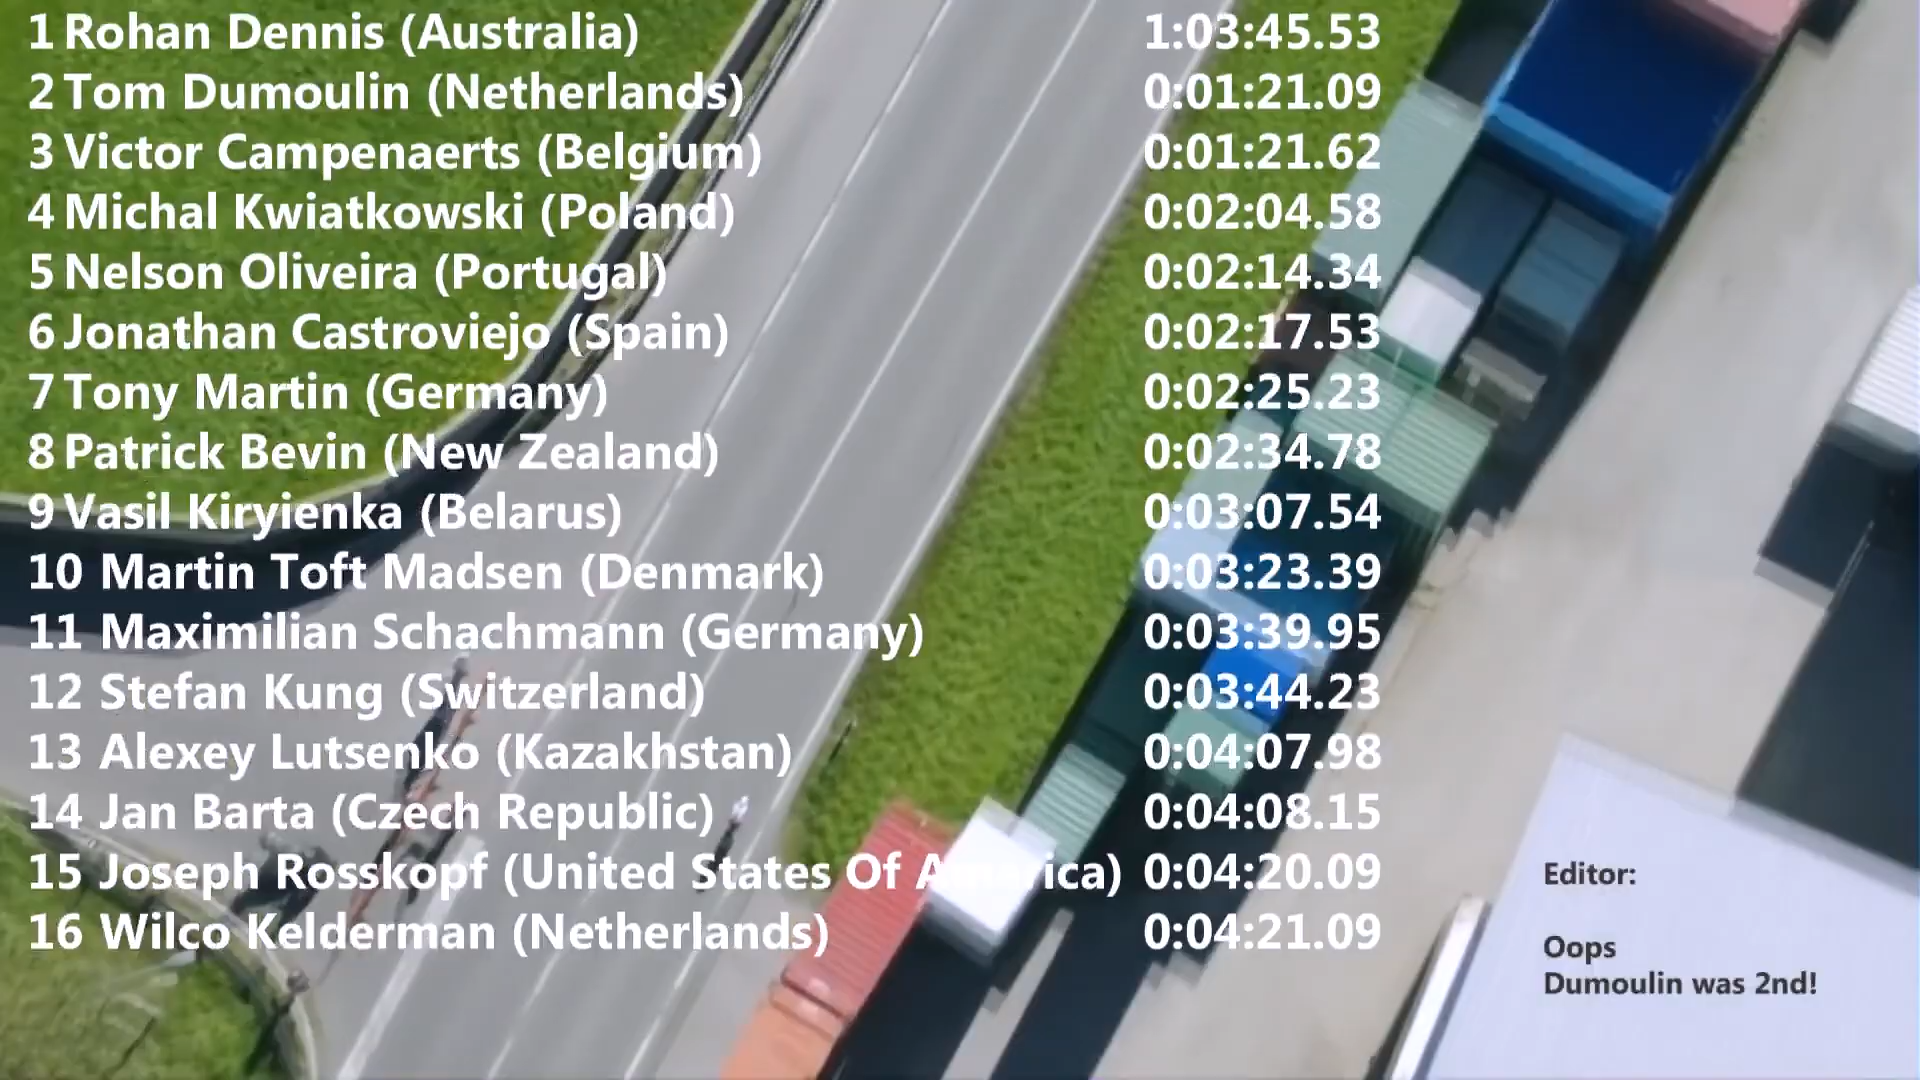 1 Rohan Dennis (Australia) 1:03:45.53
2 Tom Dumoulin (Netherlands) 0:01:21.09
3 Victor Campenaerts (Belgium) 0:01:21.62
4 Michal Kwiatkowski (Poland) 0:02:04.58
5 Nelson Oliveira (Portugal) 0:02:14.34
6 Jonathan Castroviejo (Spain) 0:02:17.53
7 Tony Martin (Germany) 0:02:25.23
8 Patrick Bevin (New Zealand) 0:02:34.78
9 Vasil Kiryienka (Belarus) 0:03:07.54
10 Martin Toft Madsen (Denmark) 0:03:23.39
11 Maximilian Schachmann (Germany) 0:03:39.95
12 Stefan Kung (Switzerland) 0:03:44.23
13 Alexey Lutsenko (Kazakhstan) 0:04:07.98
14 Jan Barta (Czech Republic) 0:04:08.15
15 Joseph Rosskopf (United States Of America) 0:04:20.09
16 Wilco Kelderman (Netherlands) 0:04:21.09
Editor:
Oops
Dumoulin was 2nd!